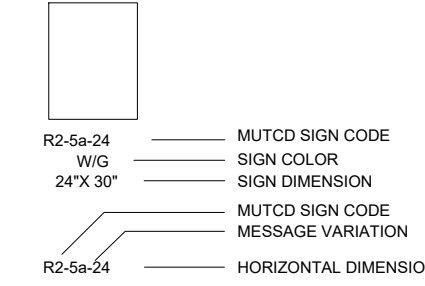 R2-5a-24 MUTCD SIGN CODE
W/G SIGN COLOR
24"X 30" SIGN DIMENSION
MUTCD SIGN CODE
MESSAGE VARIATION
R2-5a-24 HORIZONTAL DIMENSIO